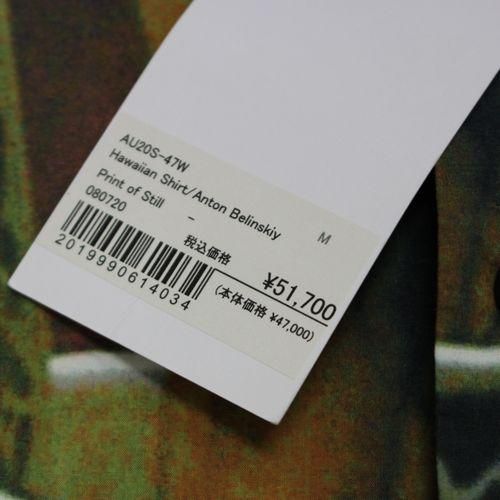 AU20S-47W
Hawaiian Shirt/Anton Belinskiy M
Print of Still
080720 -
税込価格
¥51,700
(本体価格 ¥47,000)
2019990614034